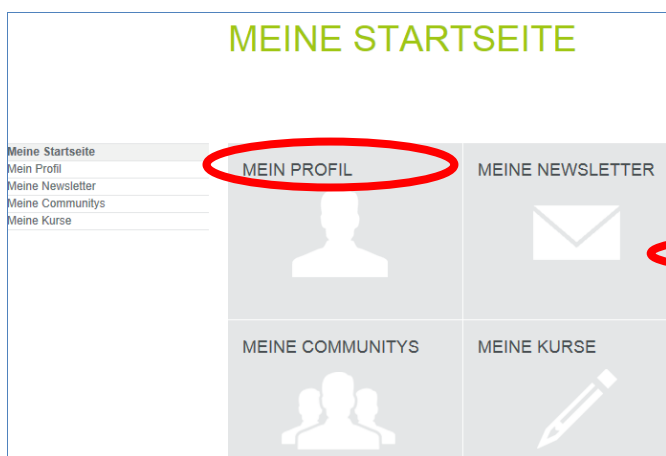 MEINE STARTSEITE
Meine Startseite
Mein Profil
Meine Newsletter
Meine Communitys
Meine Kurse
MEIN PROFIL
MEINE NEWSLETTER
MEINE COMMUNITYS
MEINE KURSE